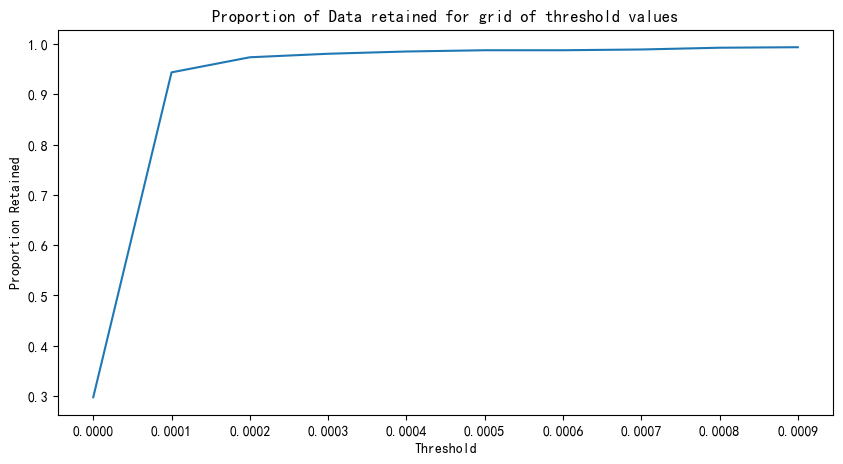 Proportion of Data retained for grid of threshold values
1.0
0.9
0.8
0.7
0.6
0.5
0.4
0.3
Proportion Retained
0.0000 0.0001 0.0002 0.0003 0.0004 0.0005 0.0006 0.0007 0.0008 0.0009
Threshold